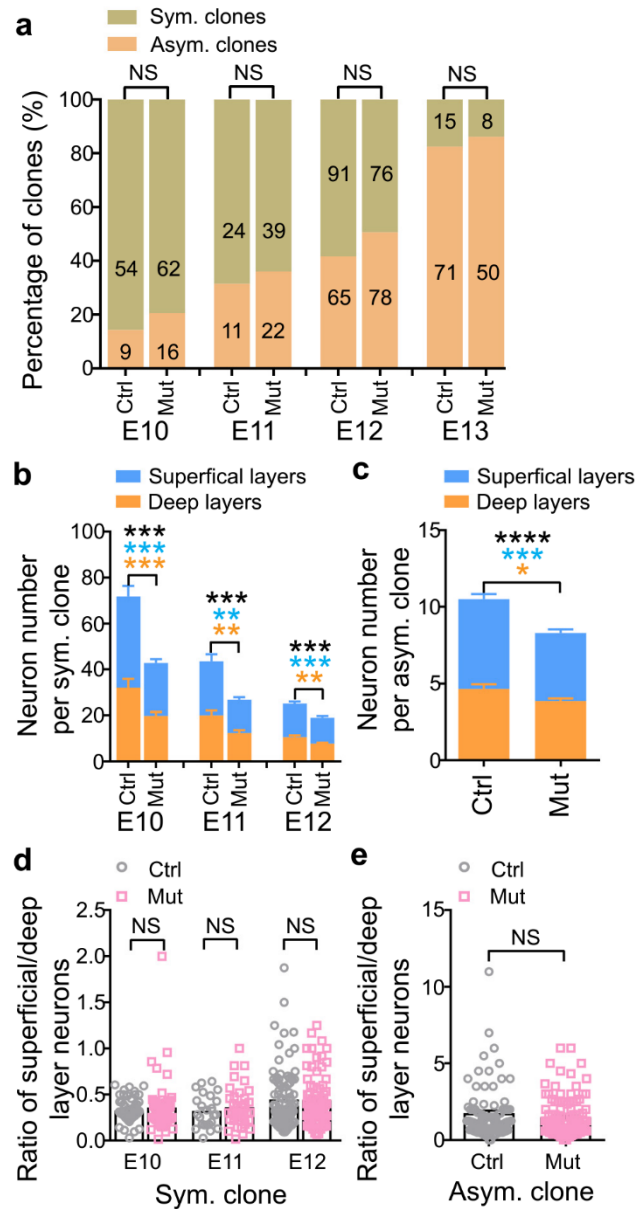 a
Sym. clones
Asym. clones
Percentage of clones (%)
100
80
60
40
20
0
NS
NS
NS
NS
54
62
24
39
91
76
15
8
9
16
11
22
65
78
71
50
Ctrl
Mut
Ctrl
Mut
Ctrl
Mut
Ctrl
Mut
E10
E11
E12
E13
b
Superfical layers
Deep layers
Neuron number
per sym. clone
100
80
60
40
20
0
***
***
***
***
**
**
***
***
**
Ctrl
Mut
Ctrl
Mut
Ctrl
Mut
E10
E11
E12
c
Superfical layers
Deep layers
Neuron number
per asym. clone
15
10
5
0
****
***
*
Ctrl
Mut
d
Ctrl
Mut
Ratio of superficial/deep
layer neurons
2.5
2.0
1.5
1.0
0.5
0.0
NS
NS
NS
E10
E11
E12
Sym. clone
e
Ctrl
Mut
Ratio of superficial/deep
layer neurons
15
10
5
0
NS
Ctrl
Mut
Asym. clone